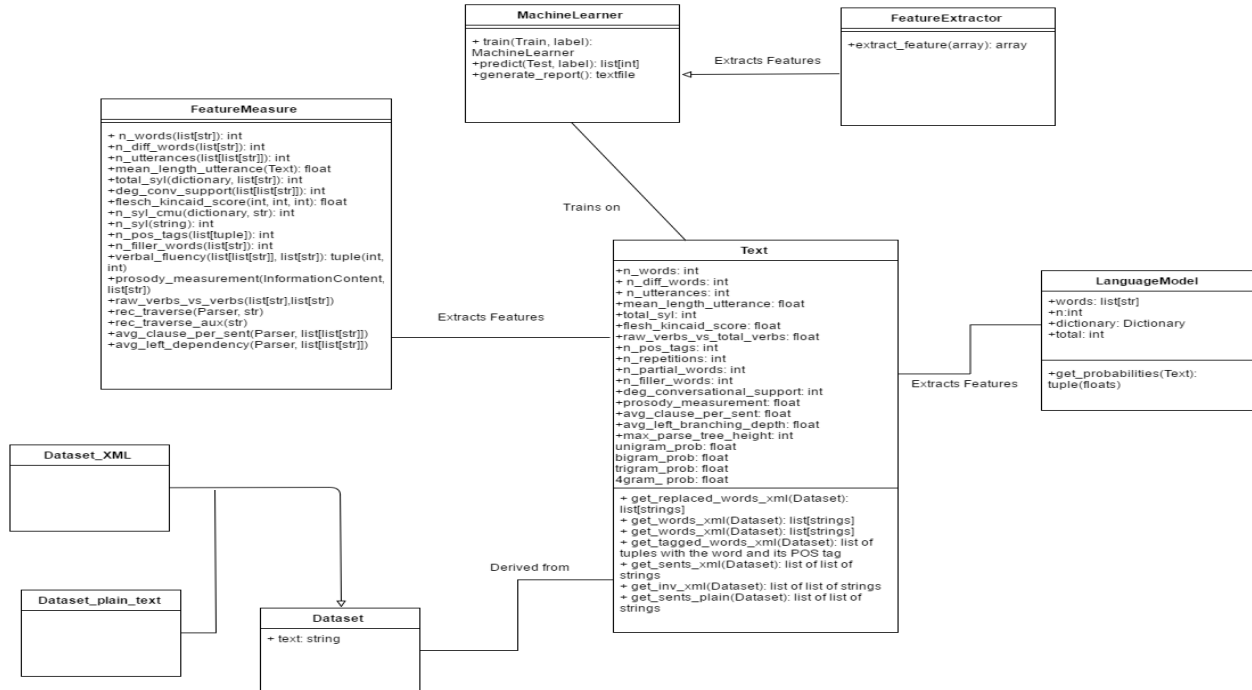 MachineLearner
+ train(Train, label):
MachineLearner
+predict(Test, label): list[int]
+generate_report(): textfile
Extracts Features
FeatureExtractor
+extract_feature(array): array
FeatureMeasure
+ n_words(list[str]): int
+n_diff_words(list[str]): int
+n_utterances(list[list[str]]): int
+mean_length_utterance(Text): float
+total_syl(dictionary, list[str]): int
+deg_conv_support(list[list[str]]): int
+flesch_kincaid_score(int, int, int): float
+n_syl_cmu(dictionary, str): int
+n_syl(string): int
+n_pos_tags(list[tuple]): int
+n_filler_words(list[str]): int
+verbal_fluency(list[list[str]], list[str]): tuple(int,
int)
+prosody_measurement(InformationContent,
list[str])
+raw_verbs_vs_verbs(list[str],list[str])
+rec_traverse(Parser, str)
+rec_traverse_aux(str)
+avg_clause_per_sent(Parser, list[list[str]])
+avg_left_dependency(Parser, list[list[str]])
Trains on
Extracts Features
Text
+n_words: int
+ n_diff_words: int
+ n_utterances: int
+mean_length_utterance: float
+total_syl: int
+flesh_kincaid_score: float
+raw_verbs_vs_total_verbs: float
+n_pos_tags: int
+n_repetitions: int
+n_partial_words: int
+n_filler_words: int
+deg_conversational_support: int
+prosody_measurement: float
+avg_clause_per_sent: float
+avg_left_branching_depth: float
+max_parse_tree_height: int
unigram_prob: float
bigram_prob: float
trigram_prob: float
4gram_ prob: float
+ get_replaced_words_xml(Dataset):
list[strings]
+ get_words_xml(Dataset): list[strings]
+ get_words_xml(Dataset): list[strings]
+ get_tagged_words_xml(Dataset): list of
tuples with the word and its POS tag
+ get_sents_xml(Dataset): list of list of
strings
+ get_inv_xml(Dataset): list of list of strings
+ get_sents_plain(Dataset): list of list of
strings
Extracts Features
LanguageModel
+words: list[str]
+n:int
+dictionary: Dictionary
+total: int
+get_probabilities(Text):
tuple(floats)
Dataset_XML
Dataset_plain_text
Derived from
Dataset
+ text: string